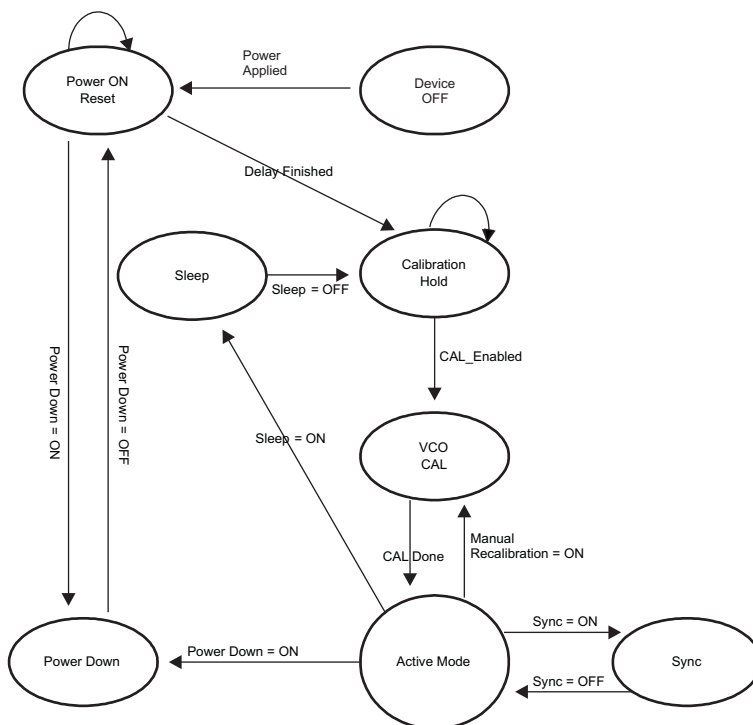 Power
Applied
Power ON
Reset
Device
OFF
Delay Finished
Sleep
Sleep = OFF
Calibration
Hold
CAL_Enabled
Power Down = ON
Power Down = OFF
Sleep = ON
VCO
CAL
CAL Done
Manual
Recalibration = ON
Power Down
Power Down = ON
Active Mode
Sync = ON
Sync = OFF
Sync